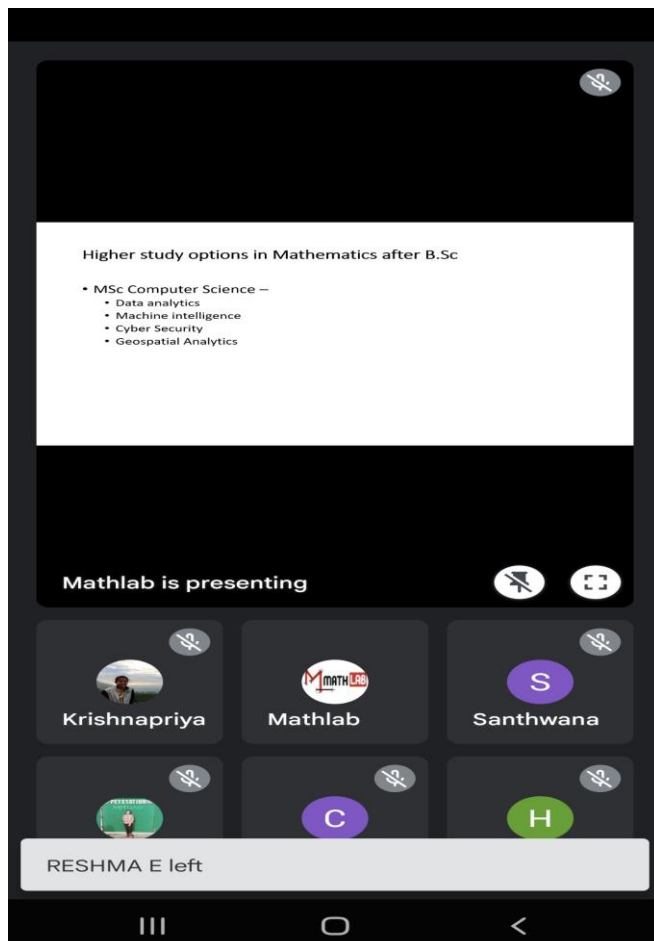 Higher study options in Mathematics after B.Sc
• MSc Computer Science –
• Data analytics
• Machine intelligence
• Cyber Security
• Geospatial Analytics
Mathlab is presenting
MATH LAB
S
Krishnapriya
Mathlab
Santhwana
C
H
RESHMA E left